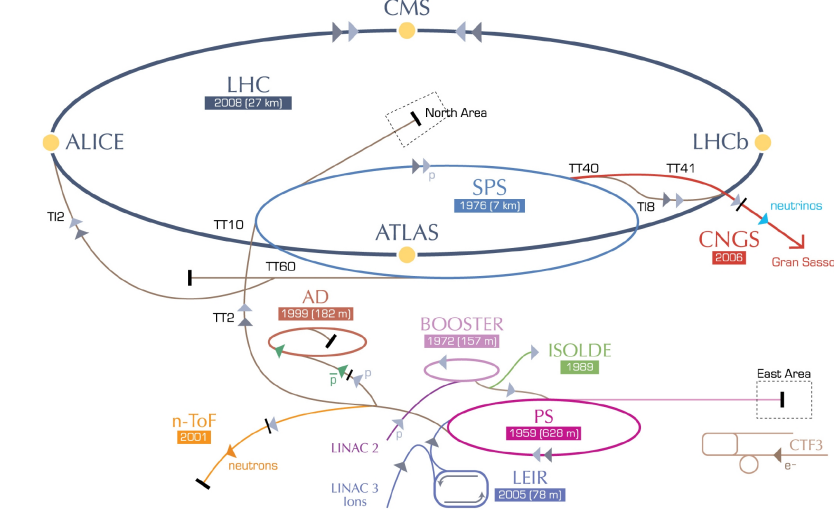 CMS
LHC
2008 (27 km)
North Area
ALICE
LHCb
TT40
TT41
p
SPS
1976 (7 km)
TI2
TI8
neutrinos
TT10
ATLAS
CNGS
2006
Gran Sasso
TT60
AD
1999 (182 m)
TT2
BOOSTER
1972 (157 m)
ISOLDE
1989
p
p
East Area
n-ToF
2001
PS
1959 (628 m)
p
LINAC 2
neutrons
CTF3
e-
LEIR
2005 (78 m)
LINAC 3
Ions